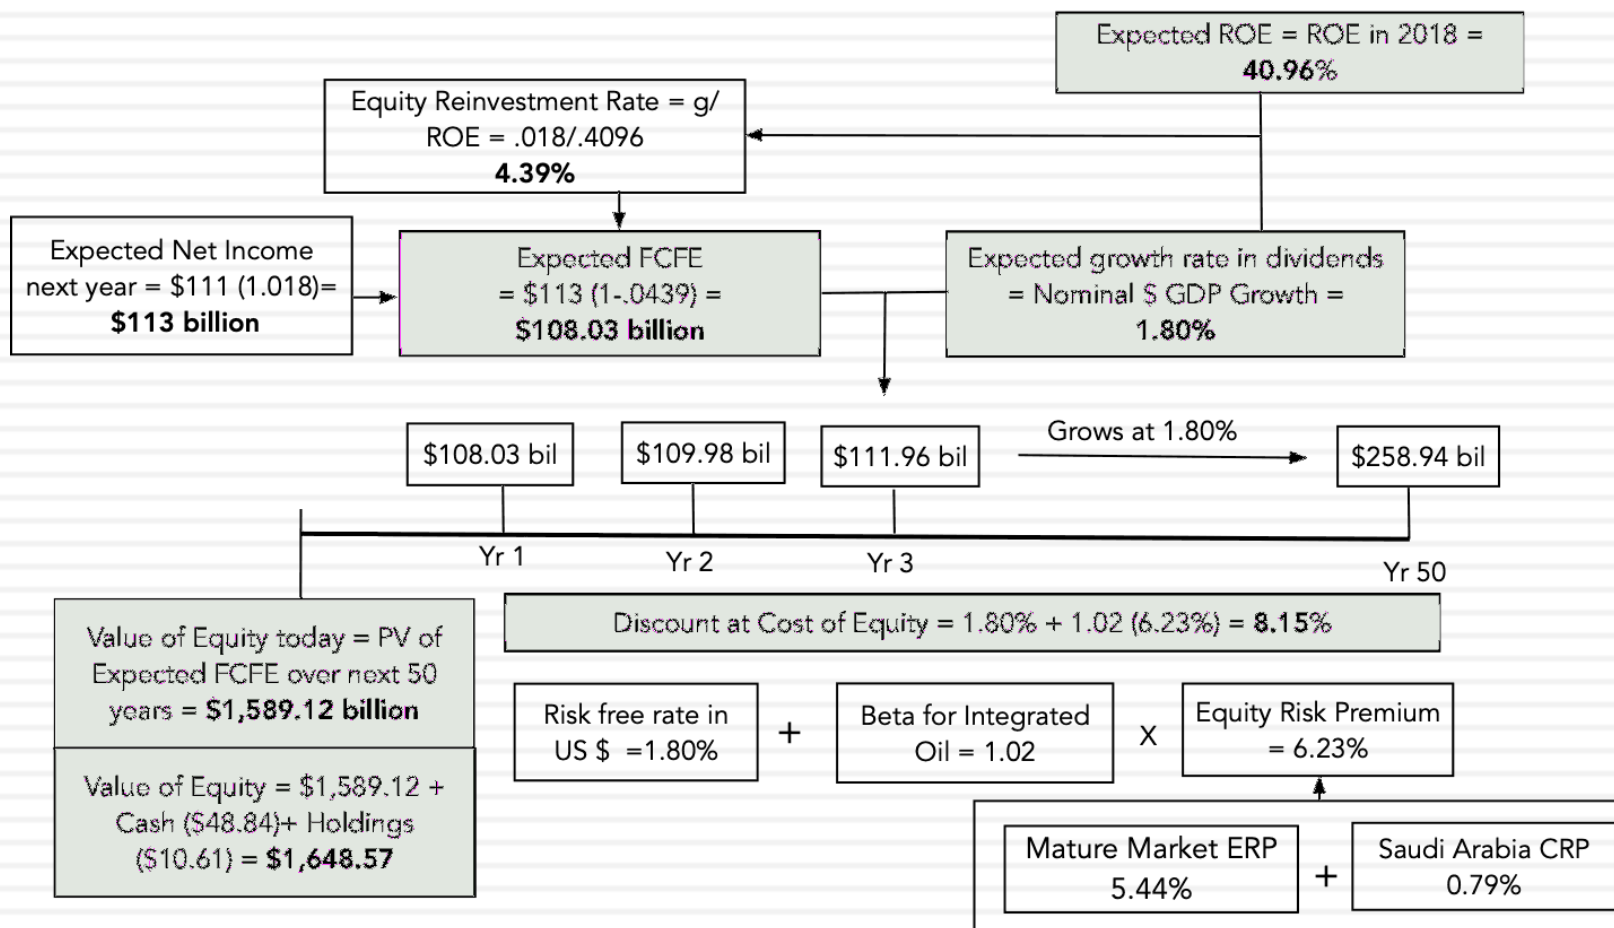 Expected ROE = ROE in 2018 =
40.96%
Equity Reinvestment Rate = g/
ROE = .018/.4096
4.39%
Expected Net Income
next year = $111 (1.018)=
$113 billion
Expected FCFE
= $113 (1-.0439) =
$108.03 billion
Expected growth rate in dividends
= Nominal $ GDP Growth =
1.80%
$108.03 bil
$109.98 bil
$111.96 bil
Grows at 1.80%
$258.94 bil
Yr 1
Yr 2
Yr 3
Yr 50
Value of Equity today = PV of
Expected FCFE over next 50
years = $1,589.12 billion
Value of Equity = $1,589.12 +
Cash ($48.84)+ Holdings
($10.61) = $1,648.57
Discount at Cost of Equity = 1.80% + 1.02 (6.23%) = 8.15%
Risk free rate in
US $ =1.80%
+
Beta for Integrated
Oil = 1.02
X
Equity Risk Premium
= 6.23%
Mature Market ERP
5.44%
+
Saudi Arabia CRP
0.79%